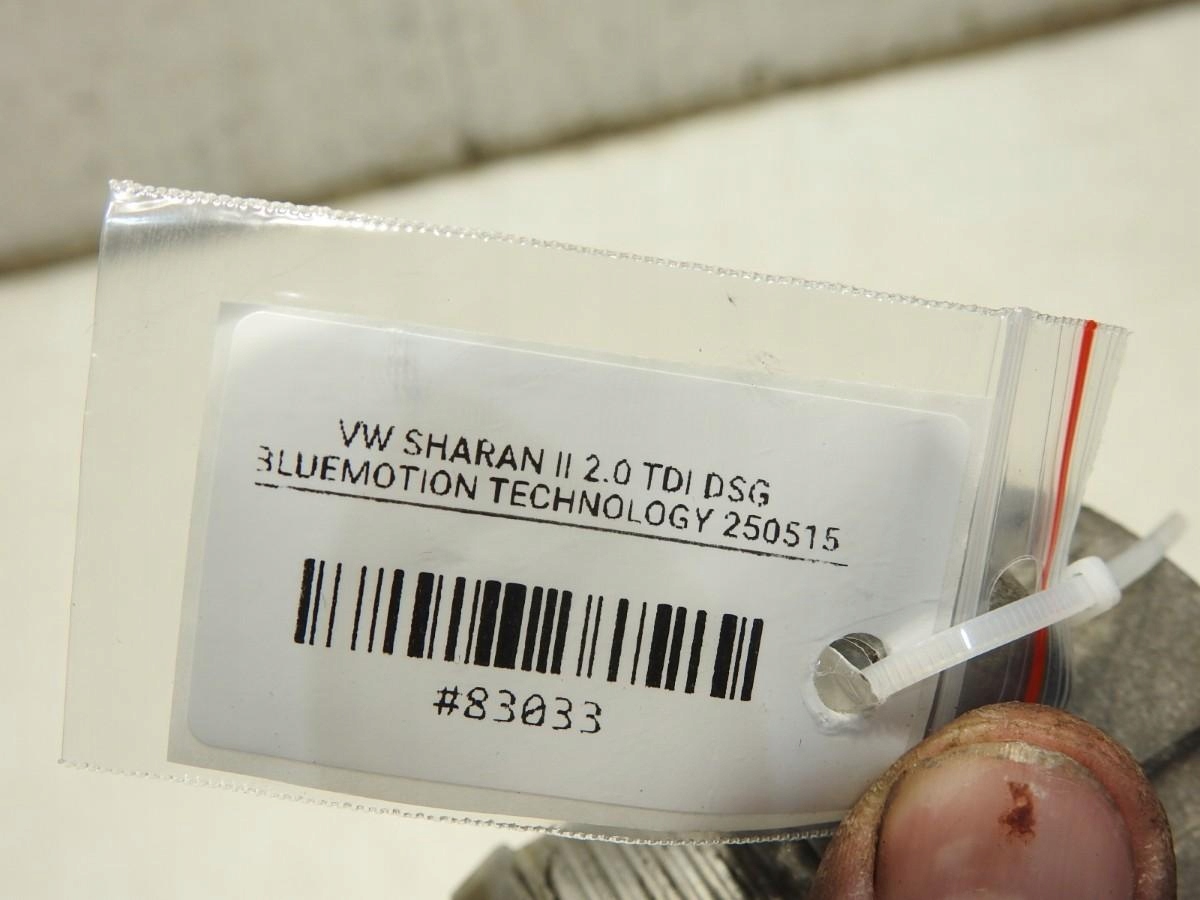 VW SHARAN II 2.0 TDI DSG
BLUEMOTION TECHNOLOGY 250515
#83033